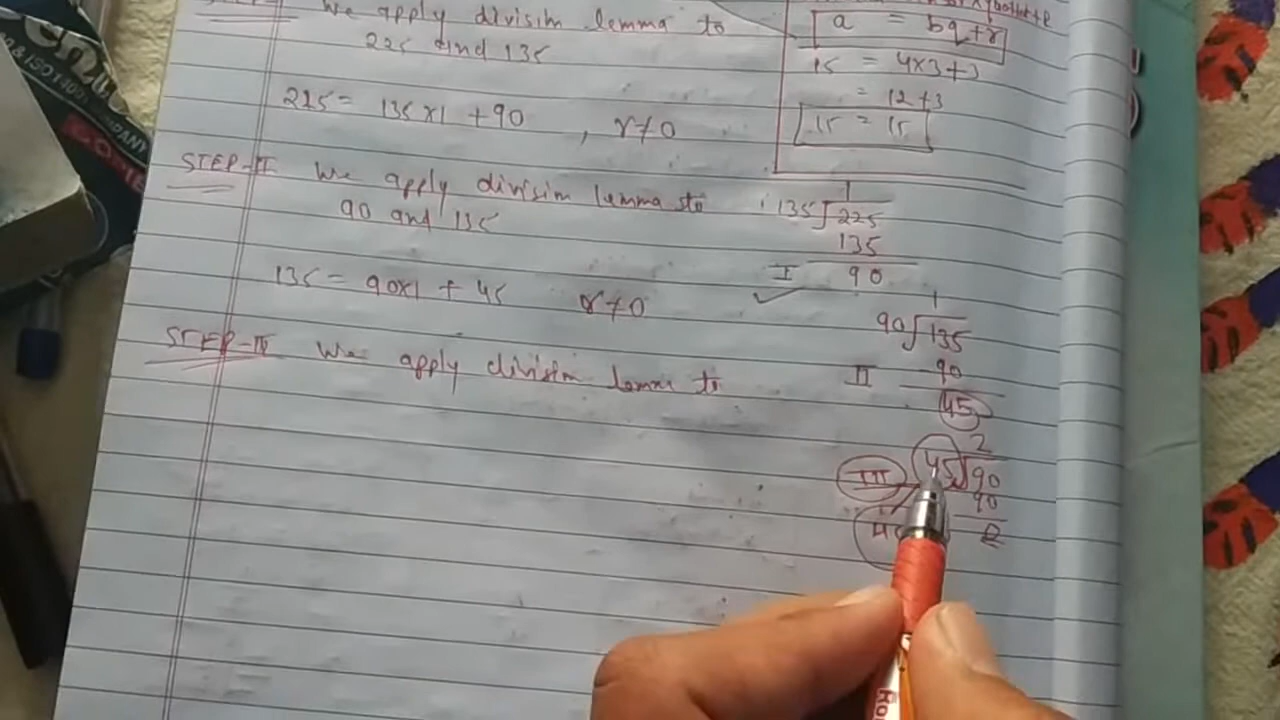 We apply division lemma to
225 and 135
225 = 135×1 + 90 , r≠0
STEP-II We apply division lemma to
90 and 135
135 = 90×1 + 45 r≠0
STEP-III We apply division lemma to
a = bq+r
15 = 4×3+3
= 12+3
15 = 15
1
135 225
135
I 90
1
90 135
II 90
45
2
III 45 90
90
0